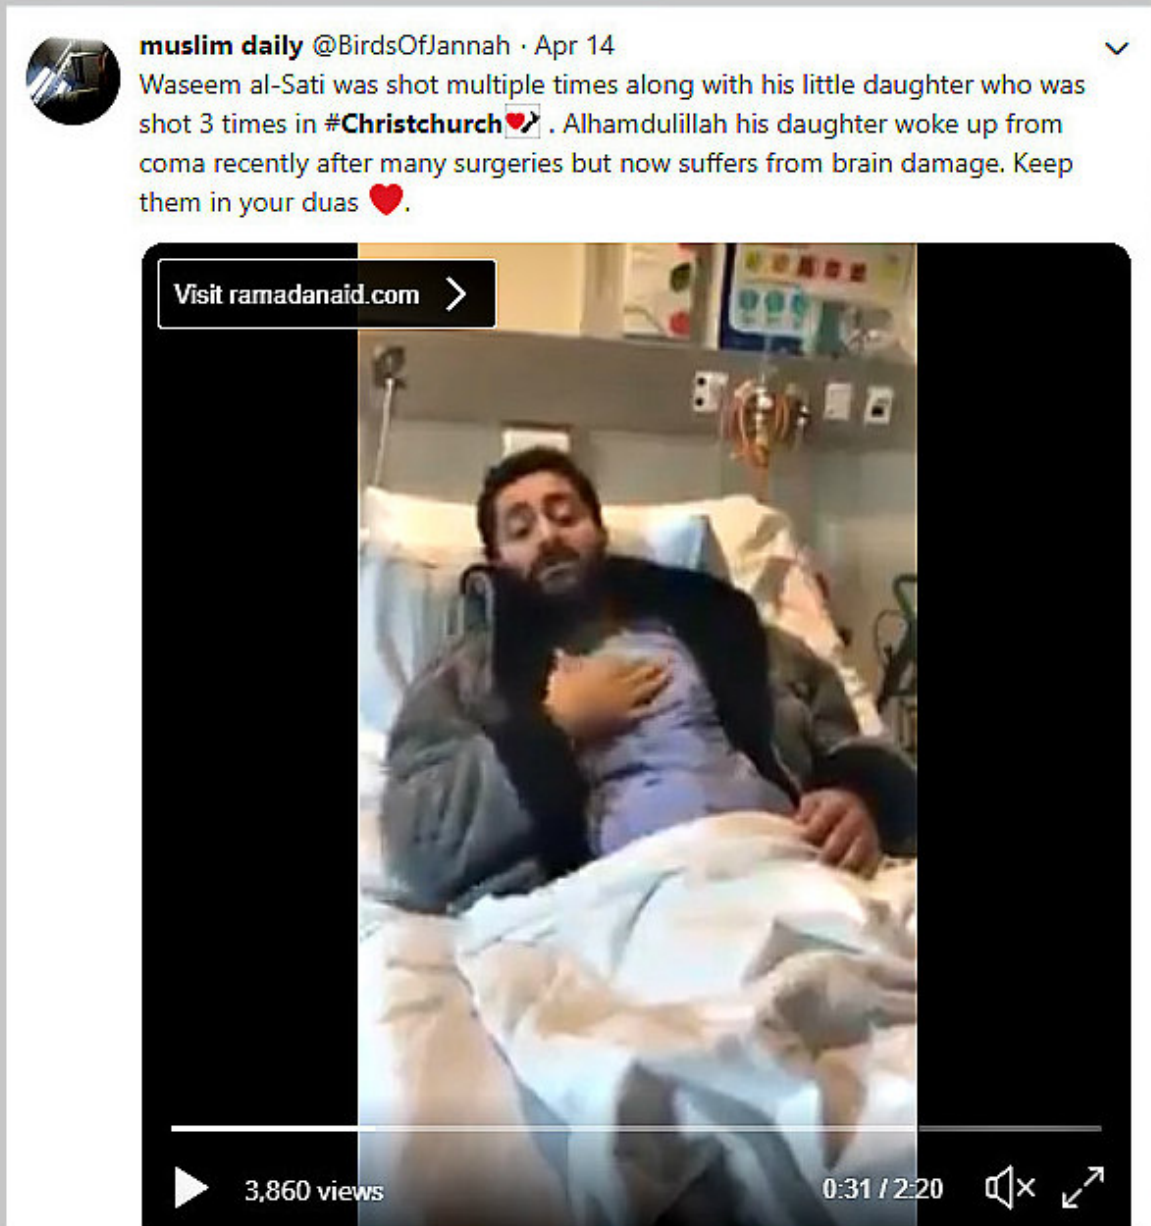 muslim daily @BirdsOfJannah · Apr 14
Waseem al-Sati was shot multiple times along with his little daughter who was
shot 3 times in #Christchurch . Alhamdulillah his daughter woke up from
coma recently after many surgeries but now suffers from brain damage. Keep
them in your duas ❤.
Visit ramadanaid.com
3,860 views
0:31 / 2:20